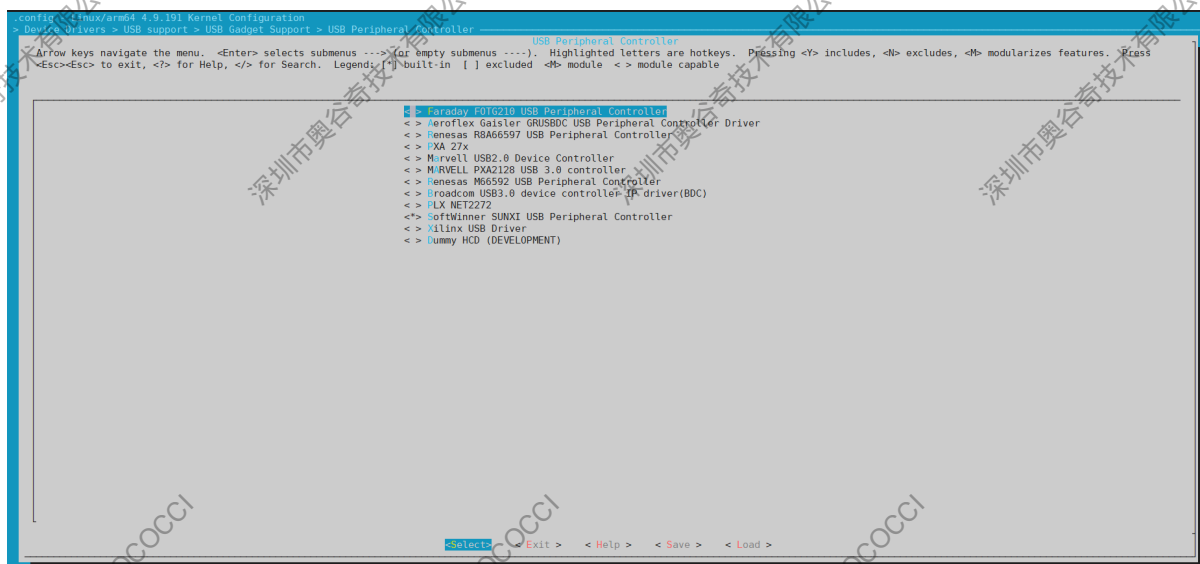 .config - Linux/arm64 4.9.191 Kernel Configuration
> Device Drivers > USB support > USB Gadget Support > USB Peripheral Controller
USB Peripheral Controller
Arrow keys navigate the menu.  <Enter> selects submenus ---> (or empty submenus ----).  Highlighted letters are hotkeys.  Pressing <Y> includes, <N> excludes, <M> modularizes features.  Press
<Esc><Esc> to exit, <?> for Help, </> for Search.  Legend: [*] built-in  [ ] excluded  <M> module  < > module capable
< > Faraday FOTG210 USB Peripheral Controller
< > Aeroflex Gaisler GRUSBDC USB Peripheral Controller Driver
< > Renesas R8A66597 USB Peripheral Controller
< > PXA 27x
< > Marvell USB2.0 Device Controller
< > MARVELL PXA2128 USB 3.0 controller
< > Renesas M66592 USB Peripheral Controller
< > Broadcom USB3.0 device controller IP driver(BDC)
< > PLX NET2272
<*> SoftWinner SUNXI USB Peripheral Controller
< > Xilinx USB Driver
< > Dummy HCD (DEVELOPMENT)
<Select>    < Exit >    < Help >    < Save >    < Load >
深圳市奥谷奇技术有限公
深圳市奥谷奇技术有限公
深圳市奥谷奇技术有限公
OCOCCI
OCOCCI
OCOCCI